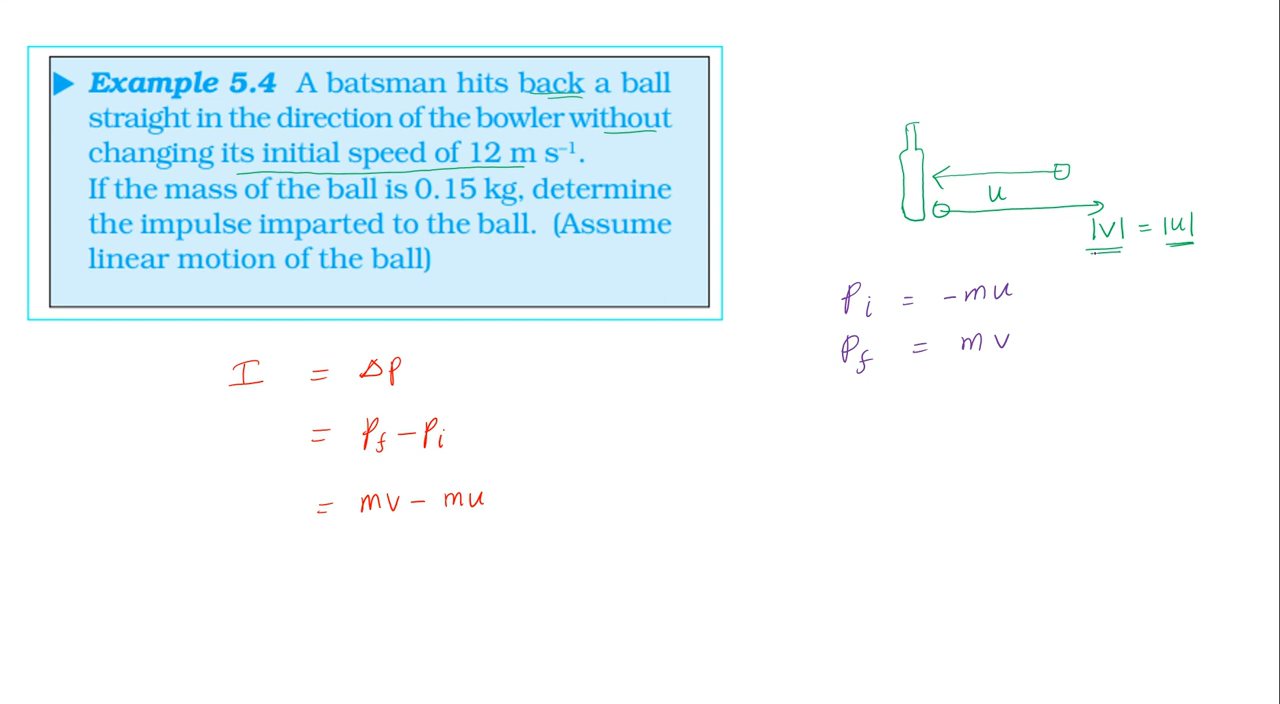 Example 5.4 A batsman hits back a ball
straight in the direction of the bowler without
changing its initial speed of 12 m s⁻¹.
If the mass of the ball is 0.15 kg, determine
the impulse imparted to the ball. (Assume
linear motion of the ball)
u
|v| = |u|
Pi = -mu
Pf = mv
I = ΔP
= Pf - Pi
= mv - mu